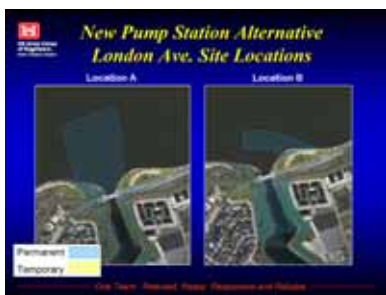 New Pump Station Alternative
London Ave. Site Locations
Location A
Location B
Permanent
Temporary